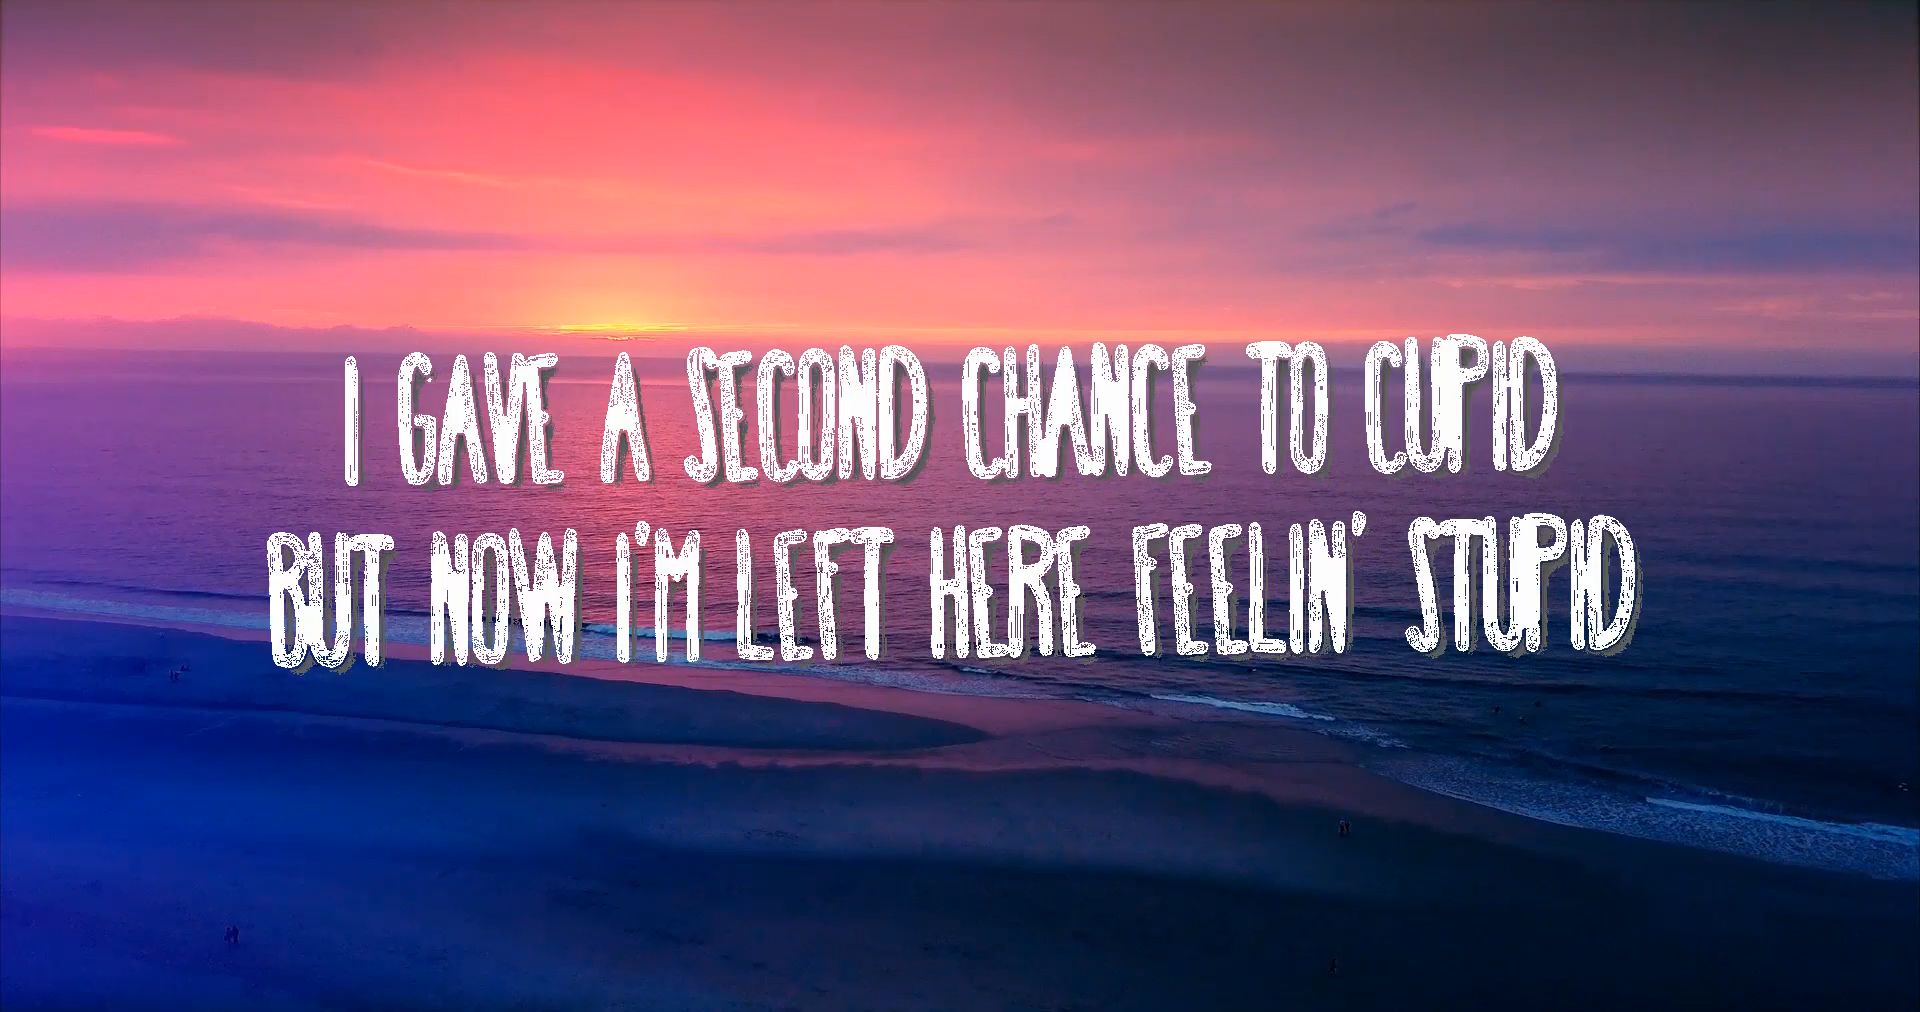 I GAVE A SECOND CHANCE TO CUPID
BUT NOW I'M LEFT HERE FEELIN' STUPID